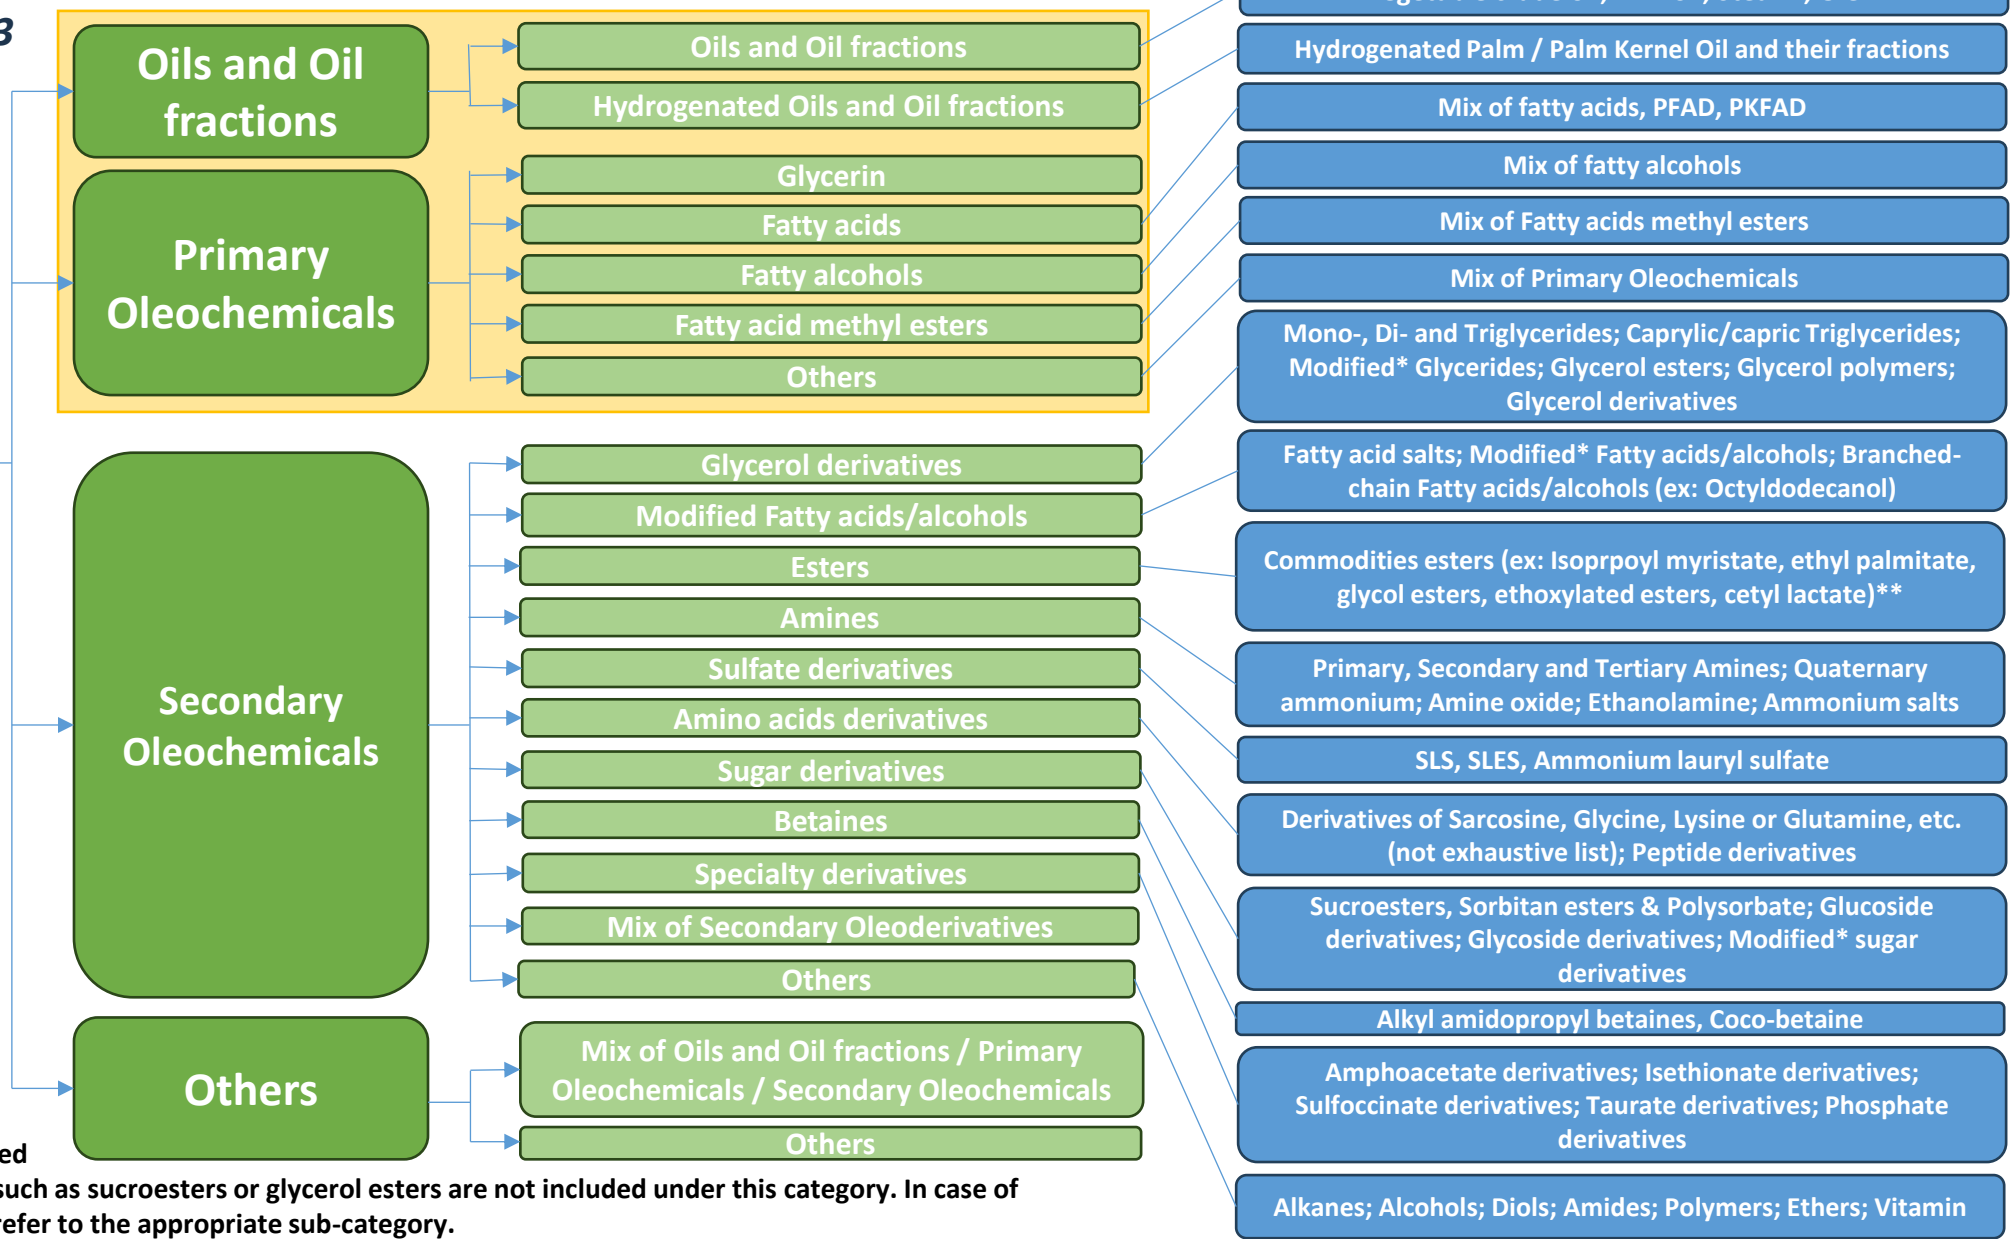 3
Oils and Oil
fractions
Oils and Oil fractions
Hydrogenated Oils and Oil fractions
Primary
Oleochemicals
Glycerin
Fatty acids
Fatty alcohols
Fatty acid methyl esters
Others
Secondary
Oleochemicals
Glycerol derivatives
Modified Fatty acids/alcohols
Esters
Amines
Sulfate derivatives
Amino acids derivatives
Sugar derivatives
Betaines
Specialty derivatives
Mix of Secondary Oleoderivatives
Others
Others
Mix of Oils and Oil fractions / Primary
Oleochemicals / Secondary Oleochemicals
Others
Hydrogenated Palm / Palm Kernel Oil and their fractions
Mix of fatty acids, PFAD, PKFAD
Mix of fatty alcohols
Mix of Fatty acids methyl esters
Mix of Primary Oleochemicals
Mono-, Di- and Triglycerides; Caprylic/capric Triglycerides;
Modified* Glycerides; Glycerol esters; Glycerol polymers;
Glycerol derivatives
Fatty acid salts; Modified* Fatty acids/alcohols; Branched-
chain Fatty acids/alcohols (ex: Octyldodecanol)
Commodities esters (ex: Isoprpoyl myristate, ethyl palmitate,
glycol esters, ethoxylated esters, cetyl lactate)**
Primary, Secondary and Tertiary Amines; Quaternary
ammonium; Amine oxide; Ethanolamine; Ammonium salts
SLS, SLES, Ammonium lauryl sulfate
Derivatives of Sarcosine, Glycine, Lysine or Glutamine, etc.
(not exhaustive list); Peptide derivatives
Sucroesters, Sorbitan esters & Polysorbate; Glucoside
derivatives; Glycoside derivatives; Modified* sugar
derivatives
Alkyl amidopropyl betaines, Coco-betaine
Amphoacetate derivatives; Isethionate derivatives;
Sulfoccinate derivatives; Taurate derivatives; Phosphate
derivatives
Alkanes; Alcohols; Diols; Amides; Polymers; Ethers; Vitamin
ed
such as sucroesters or glycerol esters are not included under this category. In case of
refer to the appropriate sub-category.